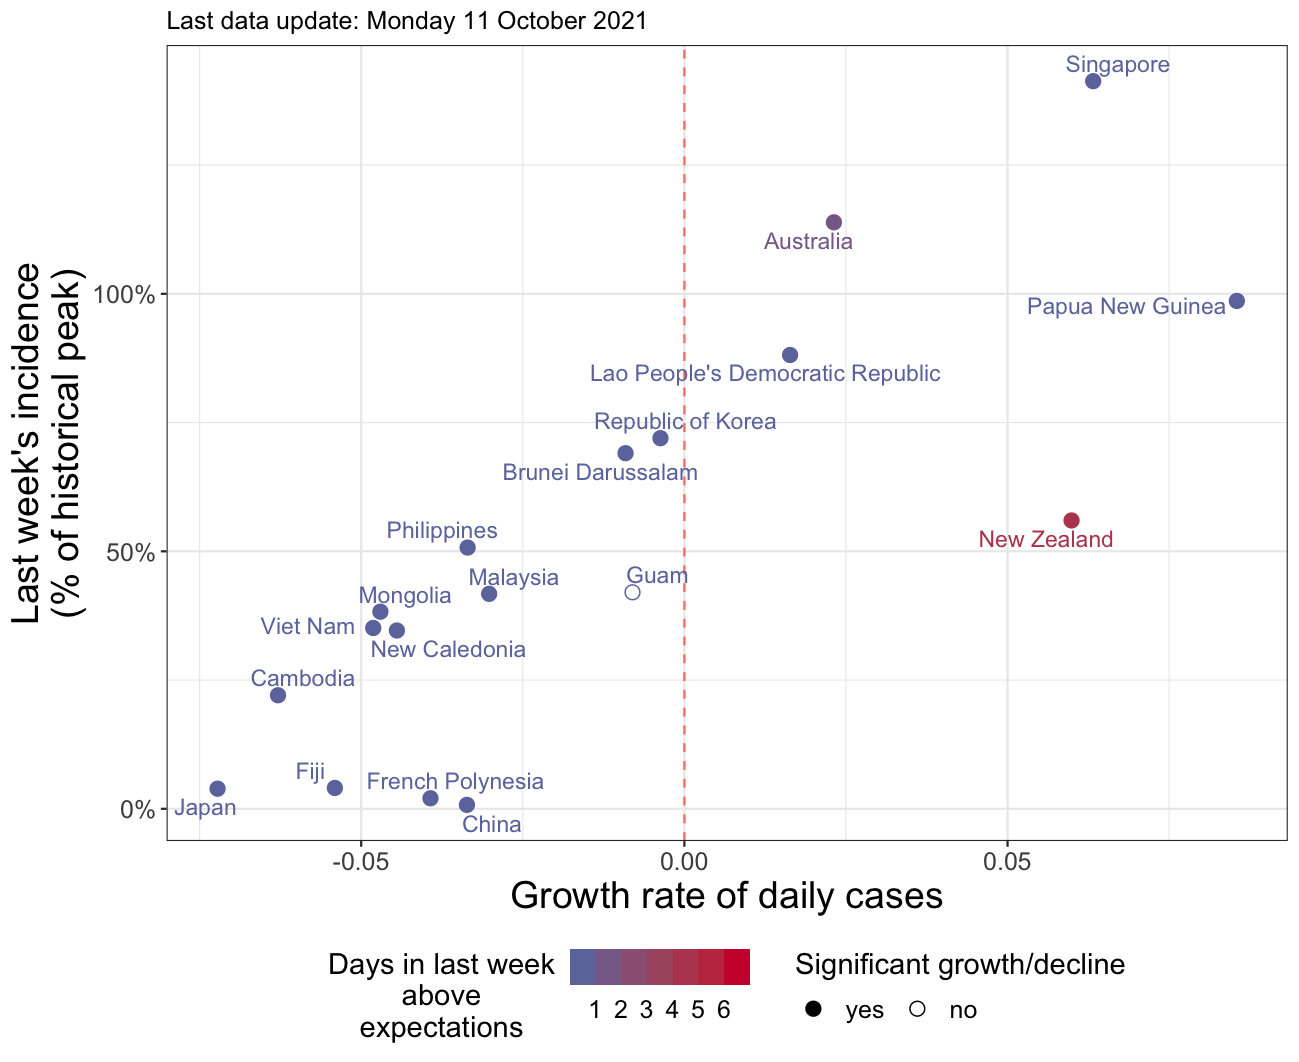 Last data update: Monday 11 October 2021
Singapore
Australia
100%
Papua New Guinea
Lao People's Democratic Republic
Republic of Korea
Brunei Darussalam
Philippines
New Zealand
50%
Guam
Malaysia
Mongolia
Viet Nam
New Caledonia
Cambodia
Fiji
French Polynesia
Japan
0%
China
Last week's incidence
(% of historical peak)
-0.05 0.00 0.05
Growth rate of daily cases
Days in last week
above
expectations
1 2 3 4 5 6
Significant growth/decline
yes no